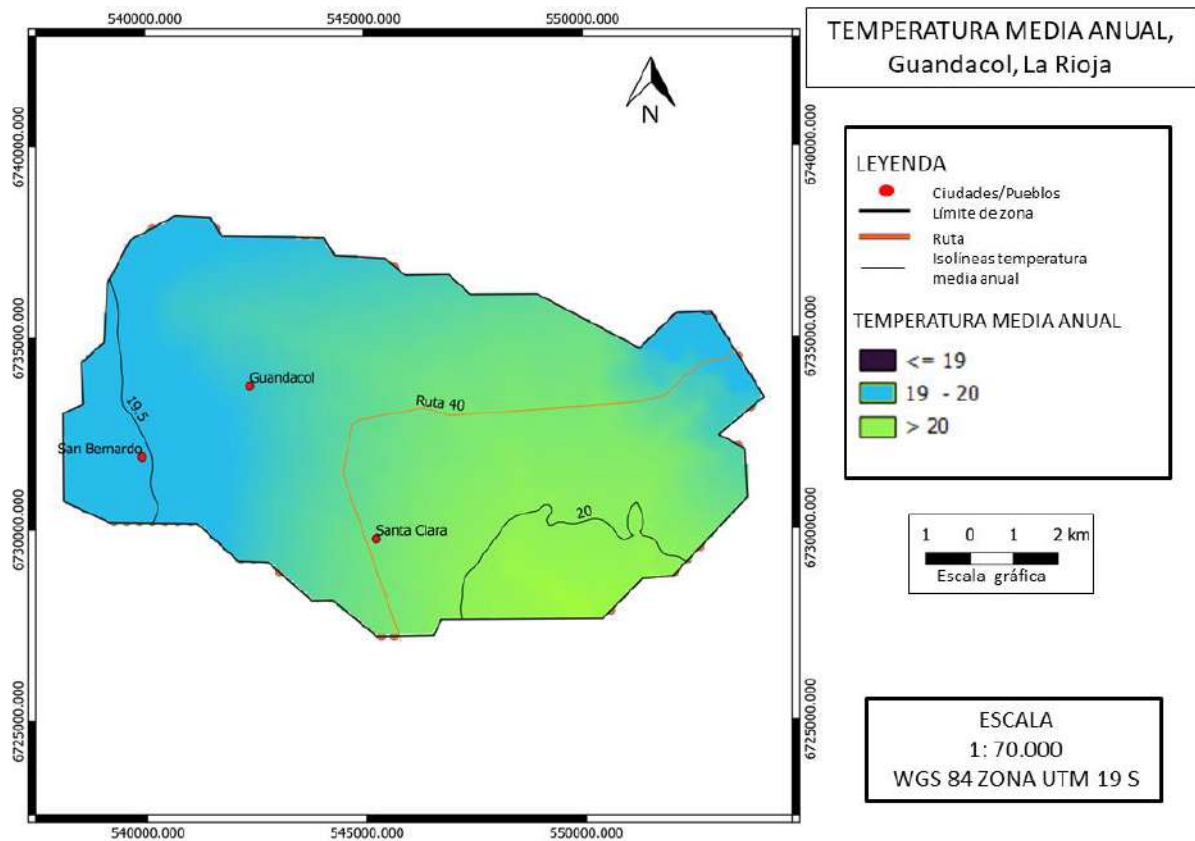 540000.000
545000.000
550000.000
TEMPERATURA MEDIA ANUAL,
Guandacol, La Rioja
N
6740000.000
6740000.000
LEYENDA
Ciudades/Pueblos
Límite de zona
Ruta
Isolíneas temperatura
media anual
TEMPERATURA MEDIA ANUAL
<= 19
19 - 20
> 20
6735000.000
6735000.000
Guandacol
Ruta 40
19.5
San Bernardo
20
Santa Clara
6730000.000
6730000.000
1 0 1 2 km
Escala gráfica
6725000.000
6725000.000
ESCALA
1: 70.000
WGS 84 ZONA UTM 19 S
540000.000
545000.000
550000.000